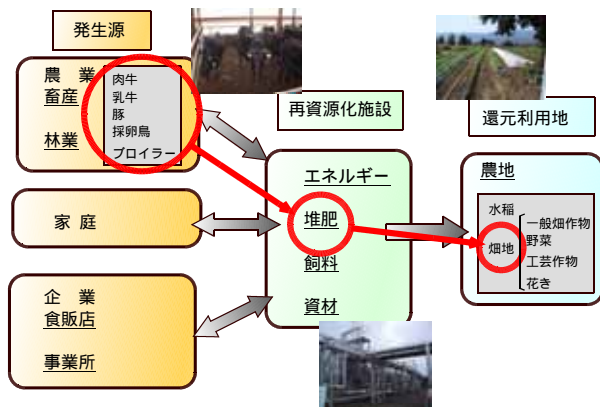 発生源
農　業
畜産
林業
肉牛
乳牛
豚
採卵鳥
ブロイラー
家 庭
企　業
食販店
事業所
再資源化施設
エネルギー
堆肥
飼料
資材
還元利用地
農地
水稲
畑地
一般畑作物
野菜
工芸作物
花き